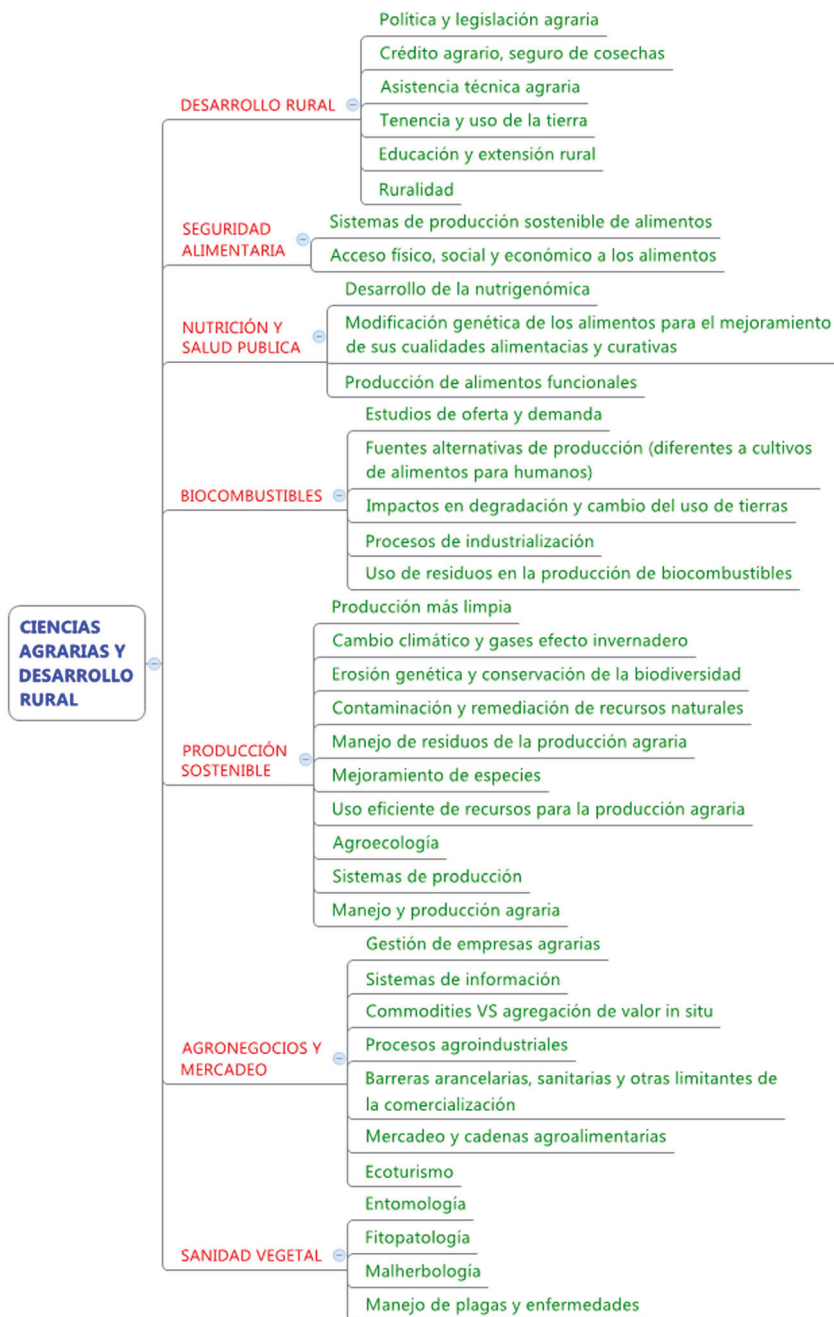 Política y legislación agraria
Crédito agrario, seguro de cosechas
Asistencia técnica agraria
DESARROLLO RURAL
Tenencia y uso de la tierra
Educación y extensión rural
Ruralidad
SEGURIDAD
ALIMENTARIA
Sistemas de producción sostenible de alimentos
Acceso físico, social y económico a los alimentos
Desarrollo de la nutrigenómica
NUTRICIÓN Y
SALUD PUBLICA
Modificación genética de los alimentos para el mejoramiento
de sus cualidades alimentacias y curativas
Producción de alimentos funcionales
Estudios de oferta y demanda
Fuentes alternativas de producción (diferentes a cultivos
de alimentos para humanos)
BIOCOMBUSTIBLES
Impactos en degradación y cambio del uso de tierras
Procesos de industrialización
Uso de residuos en la producción de biocombustibles
CIENCIAS
AGRARIAS Y
DESARROLLO
RURAL
Producción más limpia
Cambio climático y gases efecto invernadero
Erosión genética y conservación de la biodiversidad
Contaminación y remediación de recursos naturales
Manejo de residuos de la producción agraria
PRODUCCIÓN
SOSTENIBLE
Mejoramiento de especies
Uso eficiente de recursos para la producción agraria
Agroecología
Sistemas de producción
Manejo y producción agraria
Gestión de empresas agrarias
Sistemas de información
Commodities VS agregación de valor in situ
AGRONEGOCIOS Y
MERCADEO
Procesos agroindustriales
Barreras arancelarias, sanitarias y otras limitantes de
la comercialización
Mercadeo y cadenas agroalimentarias
Ecoturismo
Entomología
Fitopatología
SANIDAD VEGETAL
Malherbología
Manejo de plagas y enfermedades